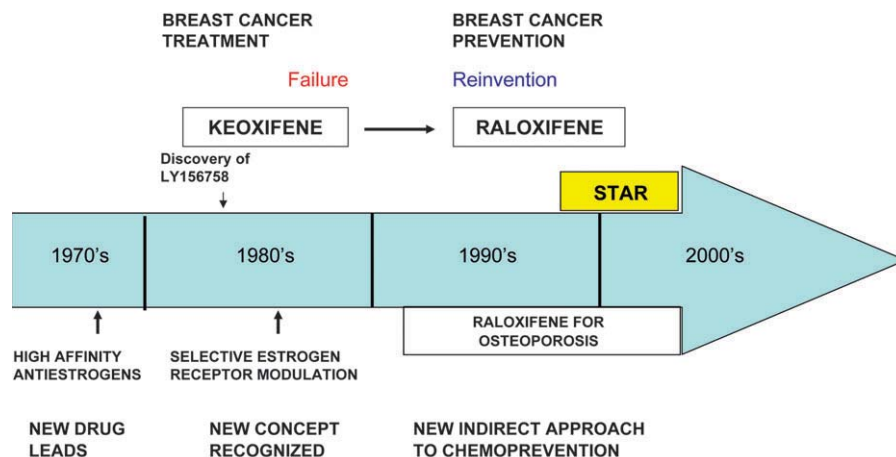 BREAST CANCER
TREATMENT
BREAST CANCER
PREVENTION
Failure
Reinvention
KEOXIFENE
RALOXIFENE
Discovery of
LY156758
STAR
1970's
1980's
1990's
2000's
HIGH AFFINITY
ANTIESTROGENS
SELECTIVE ESTROGEN
RECEPTOR MODULATION
RALOXIFENE FOR
OSTEOPOROSIS
NEW DRUG
LEADS
NEW CONCEPT
RECOGNIZED
NEW INDIRECT APPROACH
TO CHEMOPREVENTION